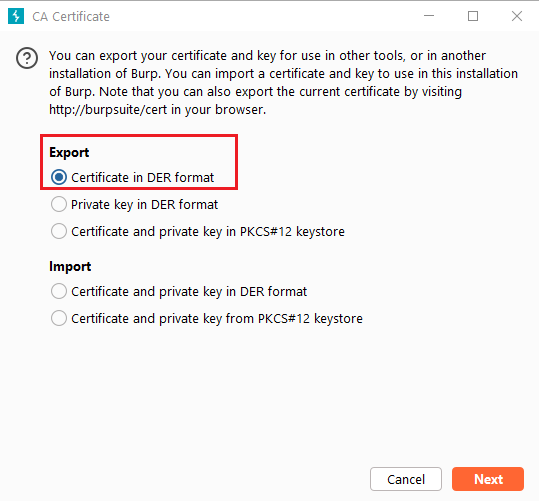 CA Certificate
You can export your certificate and key for use in other tools, or in another
installation of Burp. You can import a certificate and key to use in this installation
of Burp. Note that you can also export the current certificate by visiting
http://burpsuite/cert in your browser.
Export
Certificate in DER format
Private key in DER format
Certificate and private key in PKCS#12 keystore
Import
Certificate and private key in DER format
Certificate and private key from PKCS#12 keystore
Cancel
Next